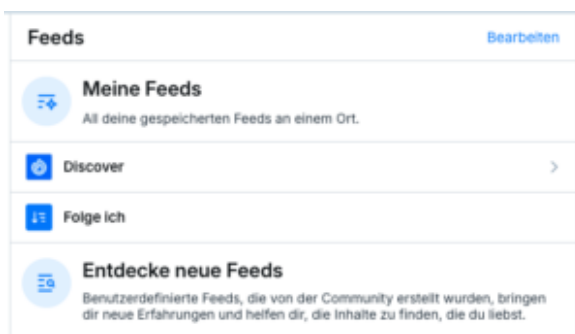 Feeds
Bearbeiten
Meine Feeds
All deine gespeicherten Feeds an einem Ort.
Discover
Folge ich
Entdecke neue Feeds
Benutzerdefinierte Feeds, die von der Community erstellt wurden, bringen
dir neue Erfahrungen und helfen dir, die Inhalte zu finden, die du liebst.